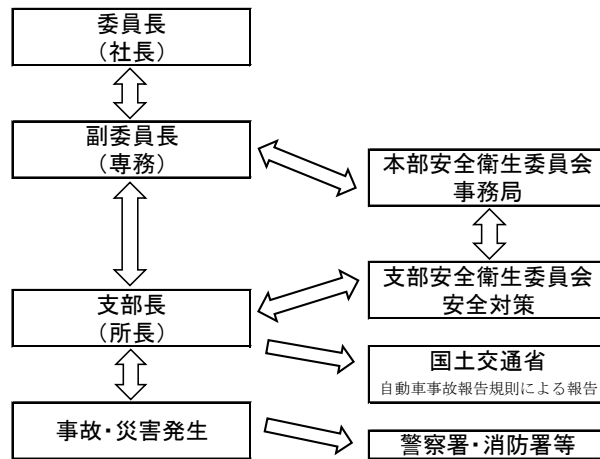 委員長
（社長）
副委員長
（専務）
本部安全衛生委員会
事務局
支部長
（所長）
支部安全衛生委員会
安全対策
国土交通省
自動車事故報告規則による報告
事故・災害発生
警察署・消防署等